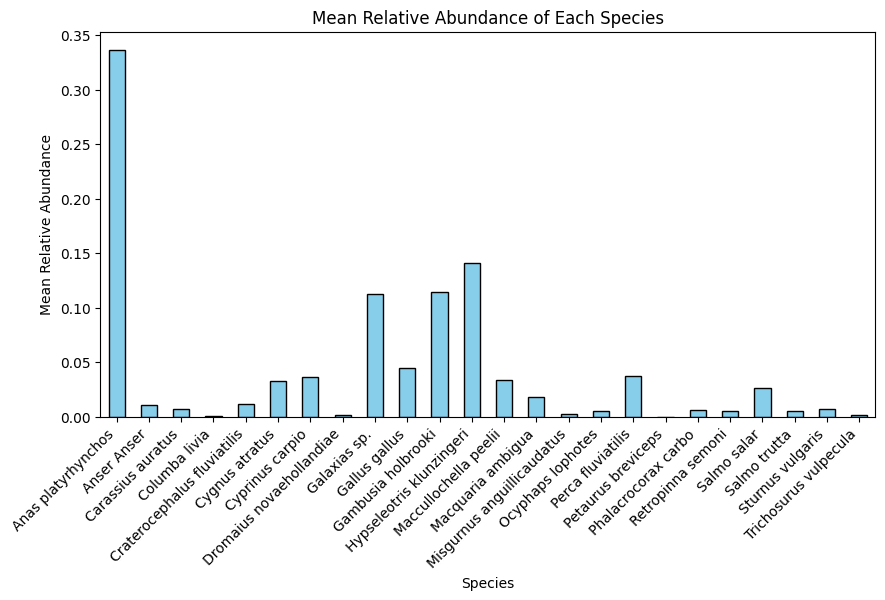 Mean Relative Abundance of Each Species
Mean Relative Abundance
0.35
0.30
0.25
0.20
0.15
0.10
0.05
0.00
Anas platyrhynchos
Anser Anser
Carassius auratus
Columba livia
Craterocephalus fluviatilis
Cygnus atratus
Cyprinus carpio
Dromaius novaehollandiae
Galaxias sp.
Gallus gallus
Gambusia holbrooki
Hypseleotris klunzingeri
Maccullochella peelii
Macquaria ambigua
Misgurnus anguillicaudatus
Ocyphaps lophotes
Perca fluviatilis
Petaurus breviceps
Phalacrocorax carbo
Retropinna semoni
Salmo salar
Salmo trutta
Sturnus vulgaris
Trichosurus vulpecula
Species